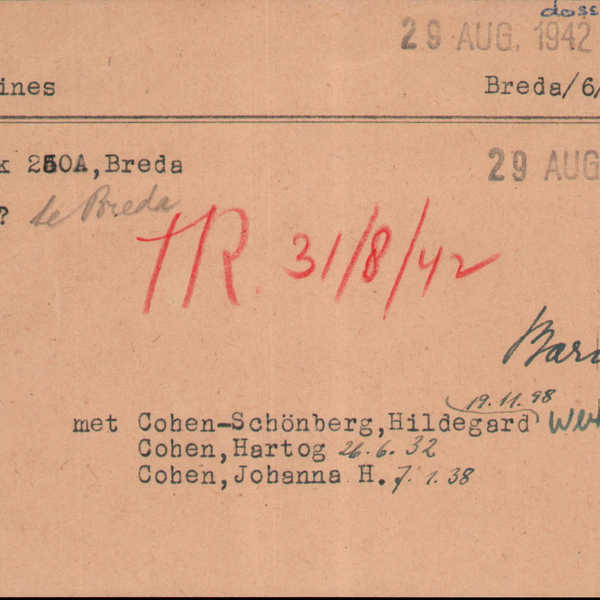 doss
29 AUG. 1942
ines Breda/6/
k 250A,Breda 29 AUG
? te Breda
TR. 31/8/42
19.11.98
met Cohen-Schönberg,Hildegard
Cohen,Hartog 26.6.32
Cohen,Johanna H. 7.1.38